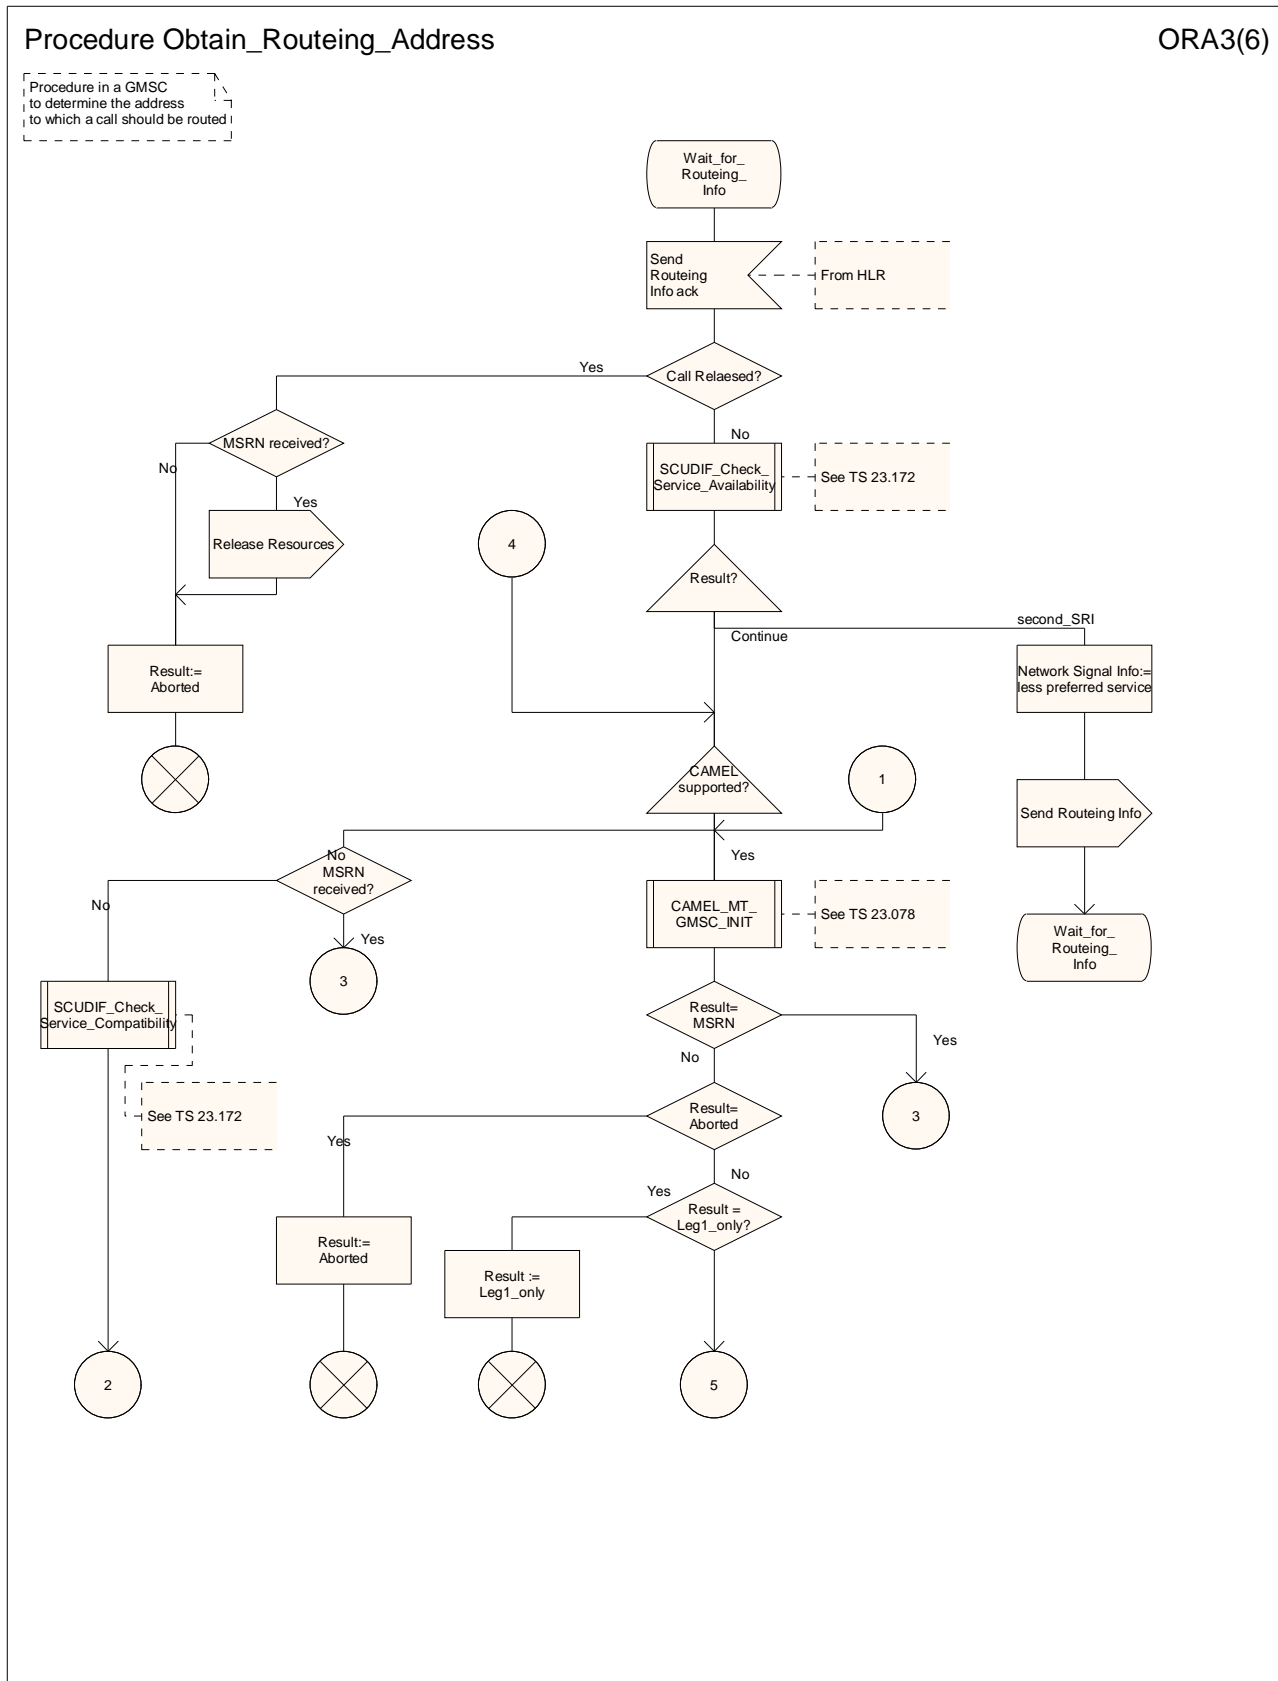 Procedure Obtain_Routeing_Address
ORA3(6)
Procedure in a GMSC
to determine the address
to which a call should be routed
Wait_for_
Routeing_
Info
Send
Routeing
Info ack
From HLR
Yes
Call Relaesed?
MSRN received?
No
No
SCUDIF_Check_
Service_Availability
See TS 23.172
Yes
Release Resources
4
Result?
second_SRI
Continue
Result:=
Aborted
Network Signal Info:=
less preferred service
CAMEL
supported?
1
Send Routeing Info
No
Yes
MSRN
received?
No
CAMEL_MT_
GMSC_INIT
See TS 23.078
Yes
Wait_for_
Routeing_
Info
3
SCUDIF_Check_
Service_Compatibility
Result=
MSRN
Yes
No
See TS 23.172
Result=
Aborted
3
Yes
No
Yes
Result =
Leg1_only?
Result:=
Aborted
Result :=
Leg1_only
2
5